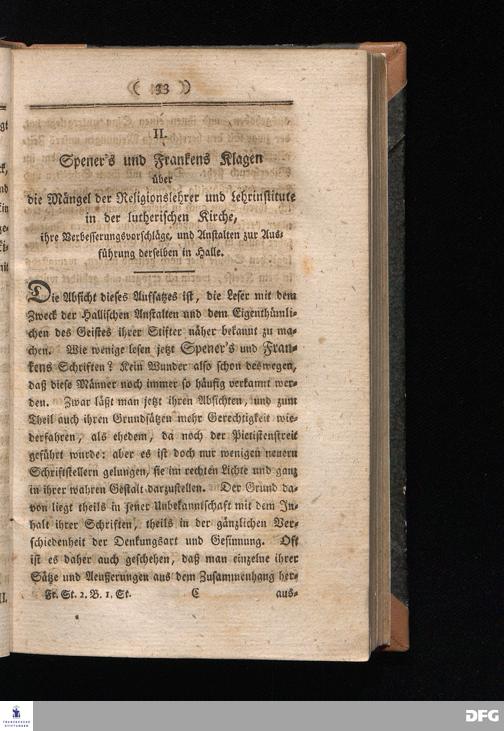 ( 33 )
II.
Spener's und Frankens Klagen
über
die Mängel der Religionslehrer und Lehrinstitute
in der lutherischen Kirche,
ihre Verbesserungsvorschläge, und Anstalten zur Aus-
führung derselben in Halle.
Die Absicht dieses Aufsatzes ist, die Leser mit dem
Zweck der Hallischen Anstalten und dem Eigenthümli-
chen des Geistes ihrer Stifter näher bekannt zu ma-
chen. Wie wenige lesen jetzt Spener's und Fran-
kens Schriften? Kein Wunder also schon deswegen,
daß diese Männer noch immer so häufig verkannt wer-
den. Zwar läßt man jetzt ihren Absichten, und zum
Theil auch ihren Grundsätzen mehr Gerechtigkeit wie-
derfahren, als ehedem, da noch der Pietistenstreit
geführt wurde: aber es ist doch nur wenigen neuern
Schriftstellern gelungen, sie im rechten Lichte und ganz
in ihrer wahren Gestalt darzustellen. Der Grund da-
von liegt theils in jener Unbekanntschaft mit dem In-
halt ihrer Schriften, theils in der gänzlichen Ver-
schiedenheit der Denkungsart und Gesinnung. Oft
ist es daher auch geschehen, daß man einzelne ihrer
Sätze und Aeußerungen aus dem Zusammenhang her-
Fr. St. 2. B. 1. St. C aus-
FRANCKESCHE
STIFTUNGEN
DFG